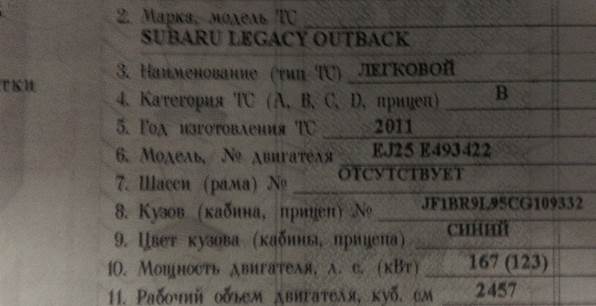 2. Марка, модель ТС
SUBARU LEGACY OUTBACK
3. Наименование (тип ТС) ЛЕГКОВОЙ
4. Категория ТС (A, B, C, D, прицеп) B
5. Год изготовления ТС 2011
6. Модель, № двигателя EJ25 E493422
7. Шасси (рама) № ОТСУТСТВУЕТ
8. Кузов (кабина, прицеп) № JF1BR9L95CG109332
9. Цвет кузова (кабины, прицепа) СИНИЙ
10. Мощность двигателя, л. с. (кВт) 167 (123)
11. Рабочий объем двигателя, куб. см 2457